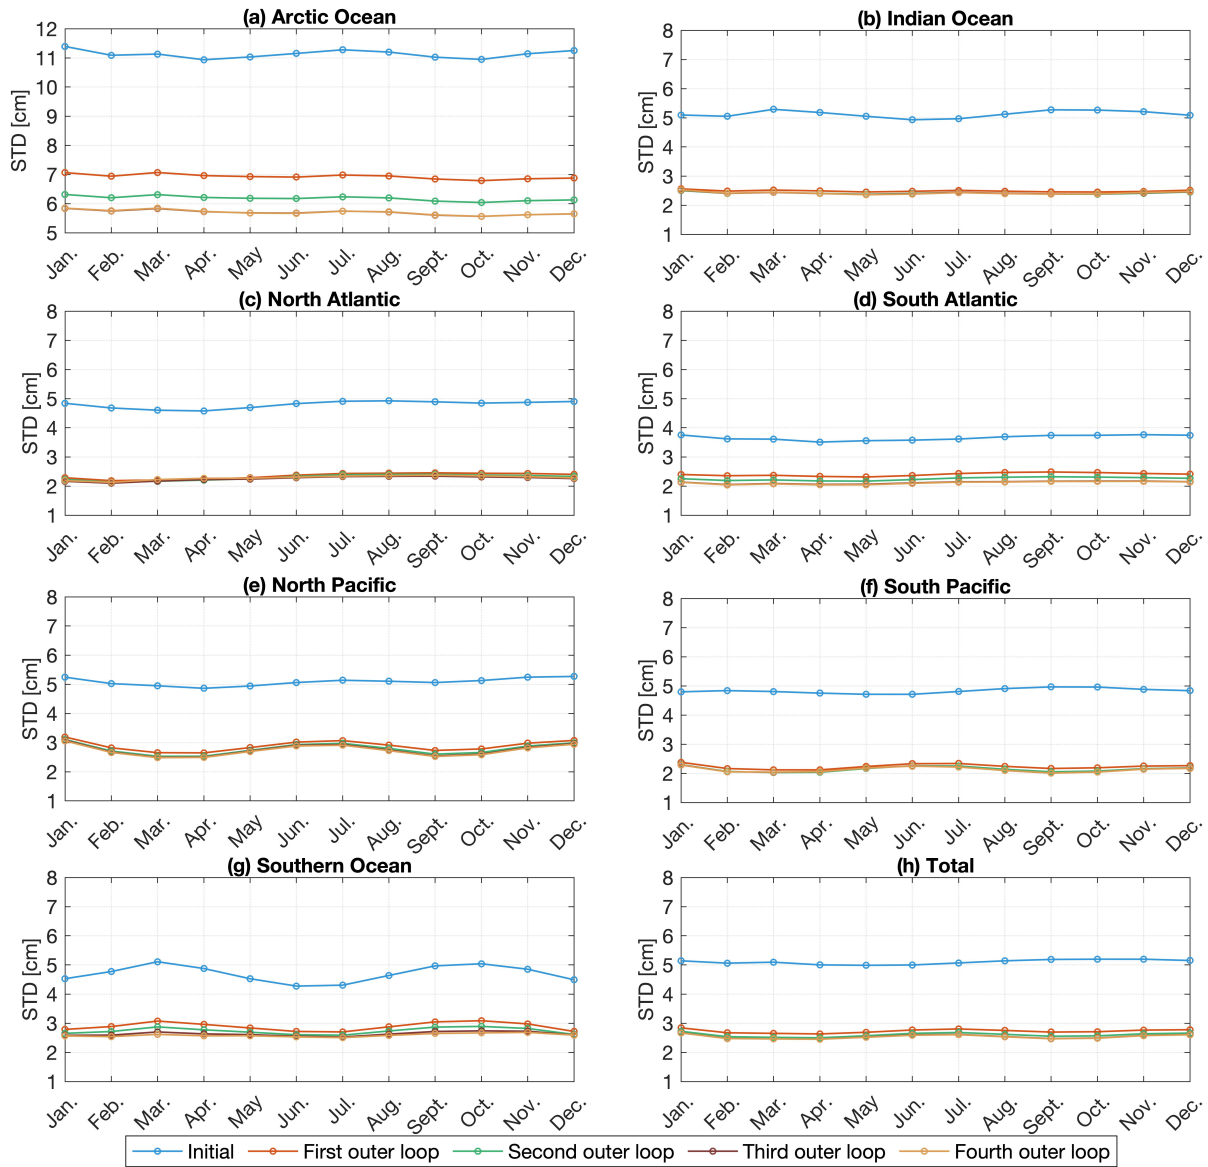 (a) Arctic Ocean
STD [cm]
12
11
10
9
8
7
6
5
Jan. Feb. Mar. Apr. May Jun. Jul. Aug. Sept. Oct. Nov. Dec.
(b) Indian Ocean
STD [cm]
8
7
6
5
4
3
2
1
Jan. Feb. Mar. Apr. May Jun. Jul. Aug. Sept. Oct. Nov. Dec.
(c) North Atlantic
STD [cm]
8
7
6
5
4
3
2
1
Jan. Feb. Mar. Apr. May Jun. Jul. Aug. Sept. Oct. Nov. Dec.
(d) South Atlantic
STD [cm]
8
7
6
5
4
3
2
1
Jan. Feb. Mar. Apr. May Jun. Jul. Aug. Sept. Oct. Nov. Dec.
(e) North Pacific
STD [cm]
8
7
6
5
4
3
2
1
Jan. Feb. Mar. Apr. May Jun. Jul. Aug. Sept. Oct. Nov. Dec.
(f) South Pacific
STD [cm]
8
7
6
5
4
3
2
1
Jan. Feb. Mar. Apr. May Jun. Jul. Aug. Sept. Oct. Nov. Dec.
(g) Southern Ocean
STD [cm]
8
7
6
5
4
3
2
1
Jan. Feb. Mar. Apr. May Jun. Jul. Aug. Sept. Oct. Nov. Dec.
(h) Total
STD [cm]
8
7
6
5
4
3
2
1
Jan. Feb. Mar. Apr. May Jun. Jul. Aug. Sept. Oct. Nov. Dec.
Initial First outer loop Second outer loop Third outer loop Fourth outer loop